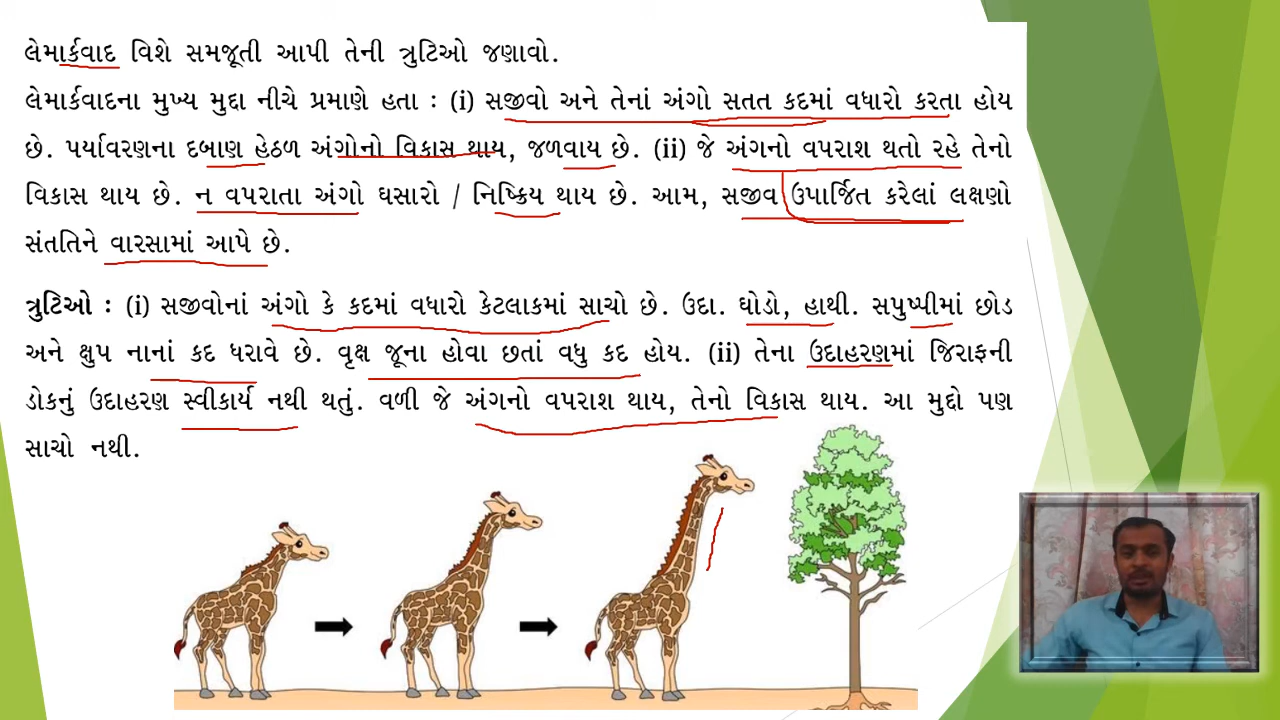 લેમાર્કવાદ વિશે સમજૂતી આપી તેની ત્રુટિઓ જણાવો.
લેમાર્કવાદના મુખ્ય મુદ્દા નીચે પ્રમાણે હતા : (i) સજીવો અને તેનાં અંગો સતત કદમાં વધારો કરતા હોય
છે. પર્યાવરણના દબાણ હેઠળ અંગોનો વિકાસ થાય, જળવાય છે. (ii) જે અંગનો વપરાશ થતો રહે તેનો
વિકાસ થાય છે. ન વપરાતા અંગો ઘસારો / નિષ્ક્રિય થાય છે. આમ, સજીવ ઉપાર્જિત કરેલાં લક્ષણો
સંતતિને વારસામાં આપે છે.
ત્રુટિઓ : (i) સજીવોનાં અંગો કે કદમાં વધારો કેટલાકમાં સાચો છે. ઉદા. ઘોડો, હાથી. સપુષ્પીમાં છોડ
અને ક્ષુપ નાનાં કદ ધરાવે છે. વૃક્ષ જૂના હોવા છતાં વધુ કદ હોય. (ii) તેના ઉદાહરણમાં જિરાફની
ડોકનું ઉદાહરણ સ્વીકાર્ય નથી થતું. વળી જે અંગનો વપરાશ થાય, તેનો વિકાસ થાય. આ મુદ્દો પણ
સાચો નથી.